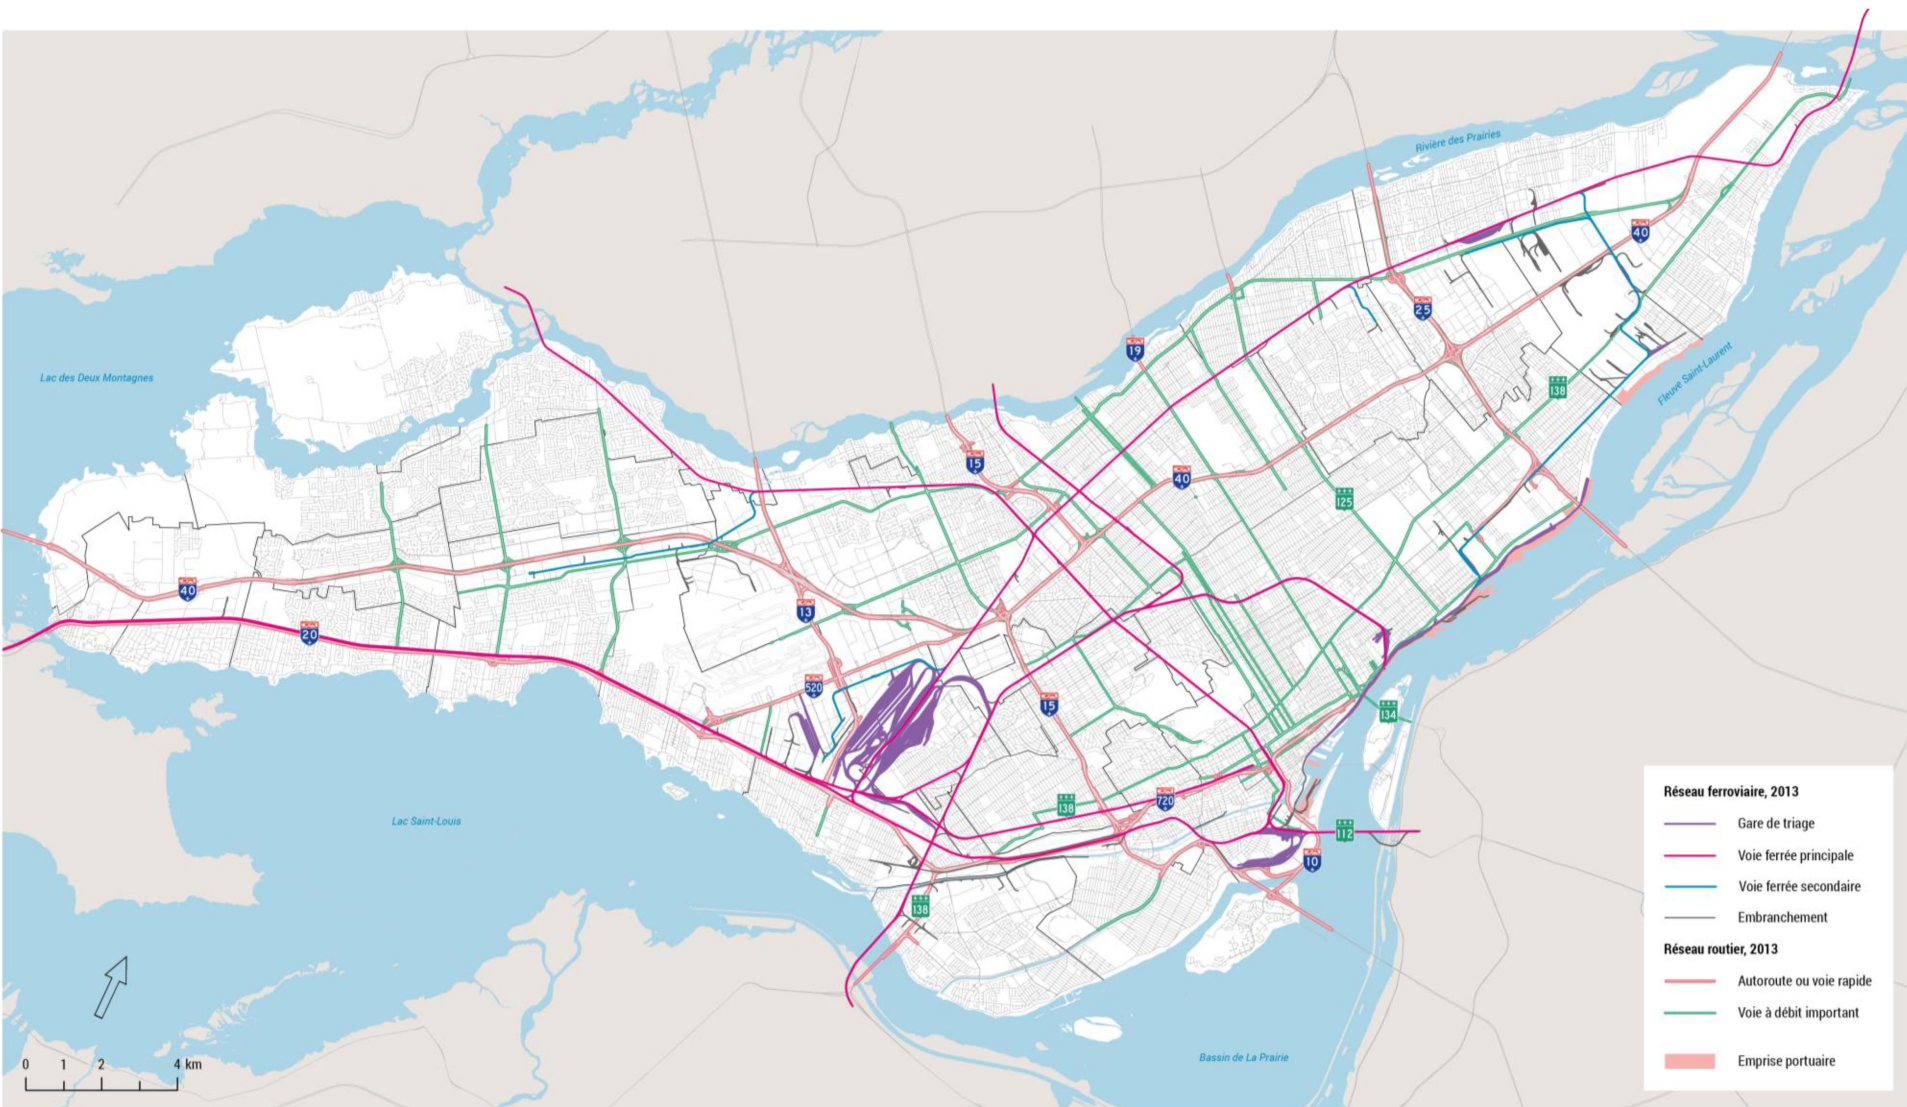 Rivière des Prairies
40
25
19
Lac des Deux Montagnes
Fleuve Saint-Laurent
138
15
40
125
40
13
20
520
15
134
Lac Saint-Louis
138
720
112
10
138
Bassin de La Prairie
0 1 2 4 km
Réseau ferroviaire, 2013
Gare de triage
Voie ferrée principale
Voie ferrée secondaire
Embranchement
Réseau routier, 2013
Autoroute ou voie rapide
Voie à débit important
Emprise portuaire